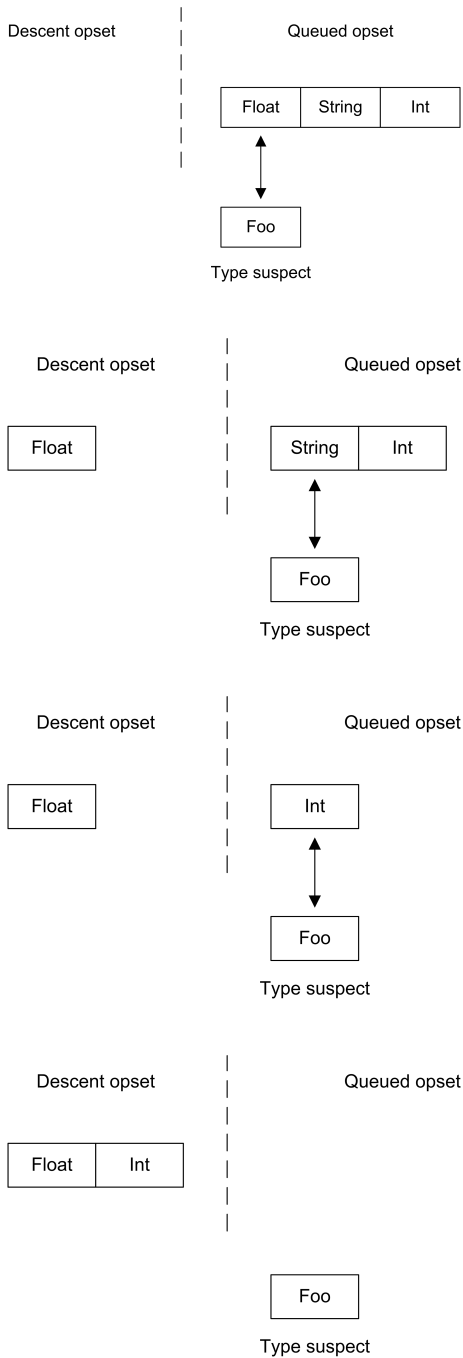 Descent opset Queued opset
Float String Int
Foo
Type suspect
Descent opset Queued opset
Float String Int
Foo
Type suspect
Descent opset Queued opset
Float Int
Foo
Type suspect
Descent opset Queued opset
Float Int
Foo
Type suspect